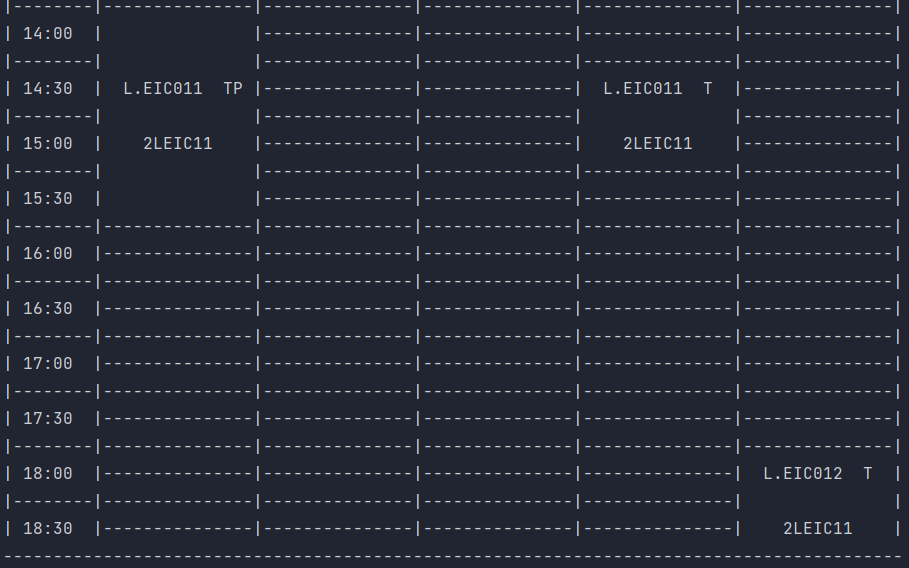 14:00
14:30 L.EIC011 TP L.EIC011 T
15:00 2LEIC11 2LEIC11
15:30
16:00
16:30
17:00
17:30
18:00 L.EIC012 T
18:30 2LEIC11